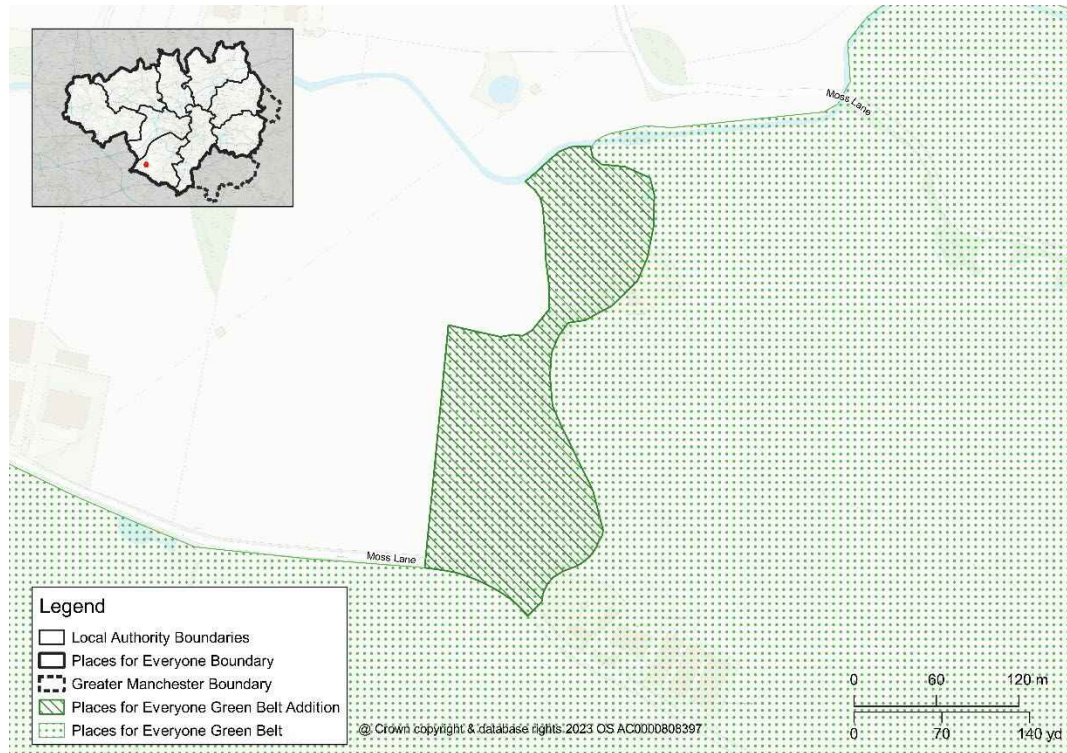 Moss Lane
Moss Lane
Legend
Local Authority Boundaries
Places for Everyone Boundary
Greater Manchester Boundary
Places for Everyone Green Belt Addition
Places for Everyone Green Belt
@ Crown copyright & database rights 2023 OS AC0000808397
0 60 120 m
0 70 140 yd